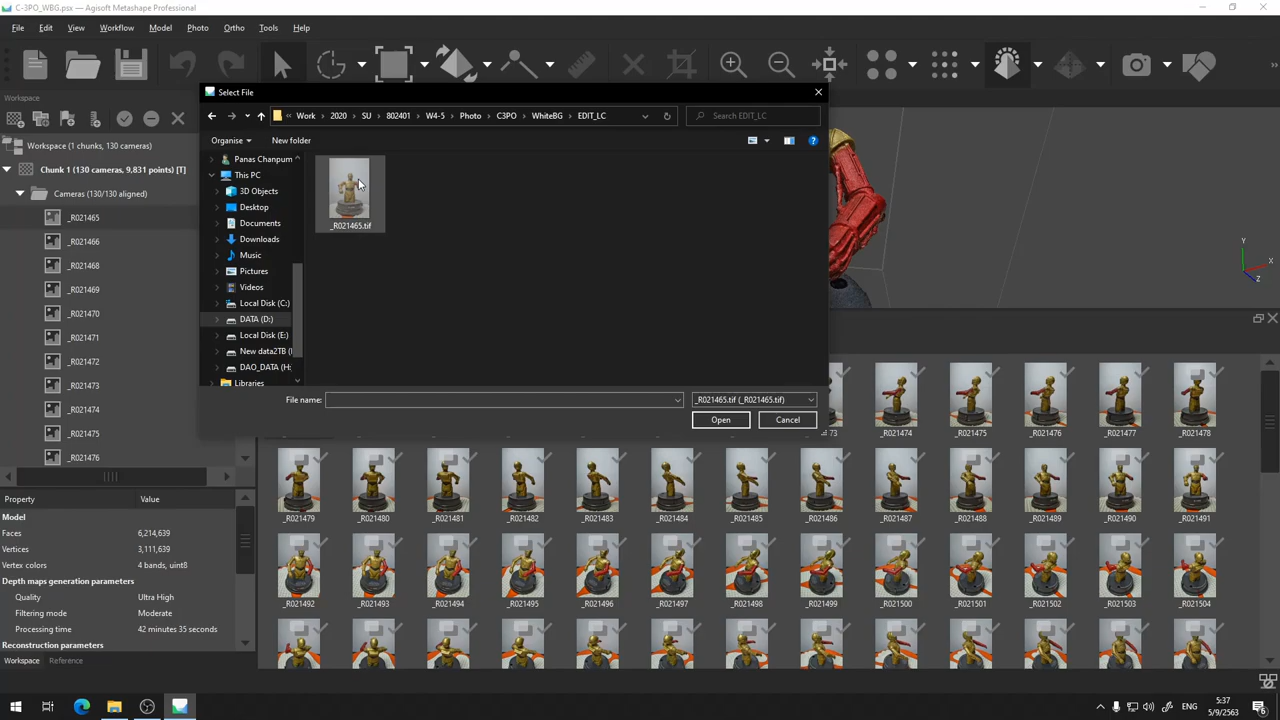 C-3PO_WBG.psx — Agisoft Metashape Professional
File Edit View Workflow Model Photo Ortho Tools Help
Workspace
Workspace (1 chunks, 130 cameras)
Chunk 1 (130 cameras, 9,831 points) [T]
Cameras (130/130 aligned)
_R021465
_R021466
_R021468
_R021469
_R021470
_R021471
_R021472
_R021473
_R021474
_R021475
_R021476
Property Value
Model
Faces 6,214,639
Vertices 3,111,639
Vertex colors 4 bands, uint8
Depth maps generation parameters
Quality Ultra High
Filtering mode Moderate
Processing time 42 minutes 35 seconds
Reconstruction parameters
Workspace Reference
Select File
« Work › 2020 › SU › 802401 › W4-5 › Photo › C3PO › WhiteBG › EDIT_LC
Search EDIT_LC
Organise New folder
Panas Chanpum
This PC
3D Objects
Desktop
Documents
Downloads
Music
Pictures
Videos
Local Disk (C:)
DATA (D:)
Local Disk (E:)
New data2TB (
DAO_DATA (H:
Libraries
_R021465.tif
File name:
_R021465.tif (_R021465.tif)
Open Cancel
Y
X
Z
73 _R021474 _R021475 _R021476 _R021477 _R021478
_R021479 _R021480 _R021481 _R021482 _R021483 _R021484 _R021485 _R021486 _R021487 _R021488 _R021489 _R021490 _R021491
_R021492 _R021493 _R021494 _R021495 _R021496 _R021497 _R021498 _R021499 _R021500 _R021501 _R021502 _R021503 _R021504
ENG
5:37
5/9/2563
6